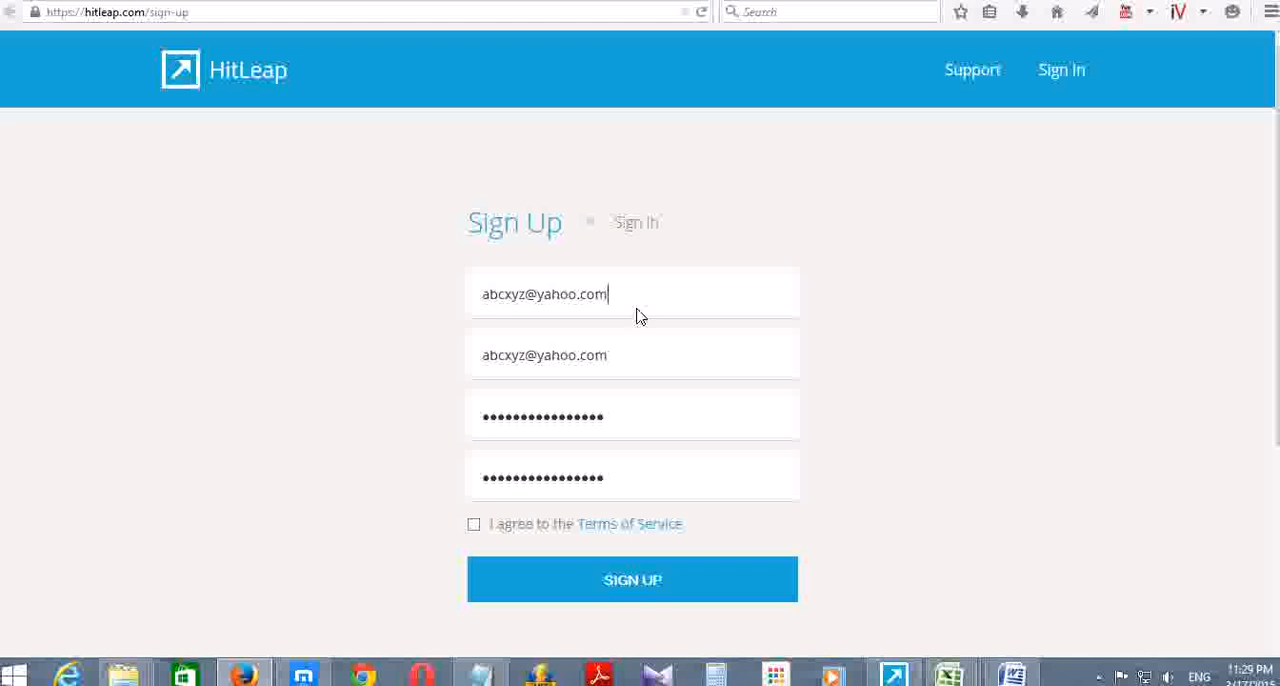 https://hitleap.com/sign-up
Search
HitLeap
Support
Sign In
Sign Up
Sign In
abcxyz@yahoo.com
abcxyz@yahoo.com
••••••••••••••••
••••••••••••••••
I agree to the Terms of Service
SIGN UP
ENG
11:29 PM